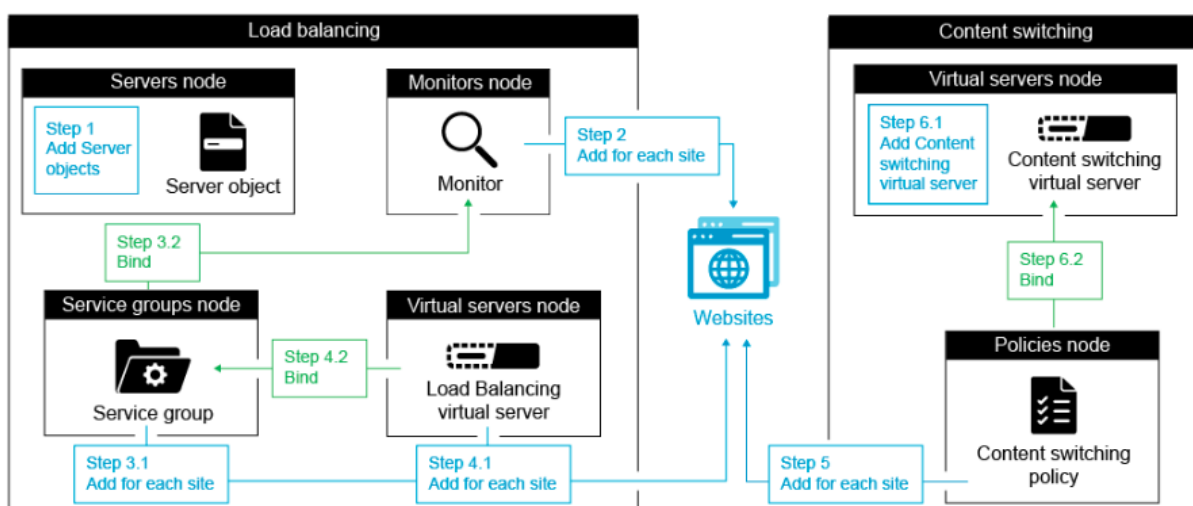 Load balancing
Servers node
Step 1
Add Server
objects
Server object
Monitors node
Monitor
Step 2
Add for each site
Step 3.2
Bind
Service groups node
Service group
Step 4.2
Bind
Virtual servers node
Load Balancing
virtual server
Step 3.1
Add for each site
Step 4.1
Add for each site
Websites
Content switching
Virtual servers node
Step 6.1
Add Content
switching
virtual server
Content switching
virtual server
Step 6.2
Bind
Policies node
Content switching
policy
Step 5
Add for each site